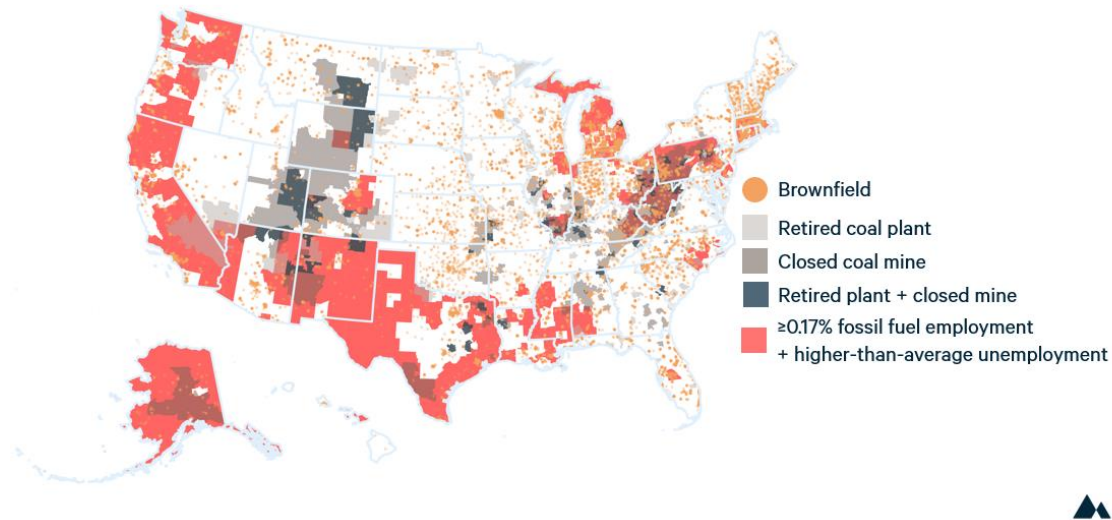 Brownfield
Retired coal plant
Closed coal mine
Retired plant + closed mine
≥0.17% fossil fuel employment
+ higher-than-average unemployment